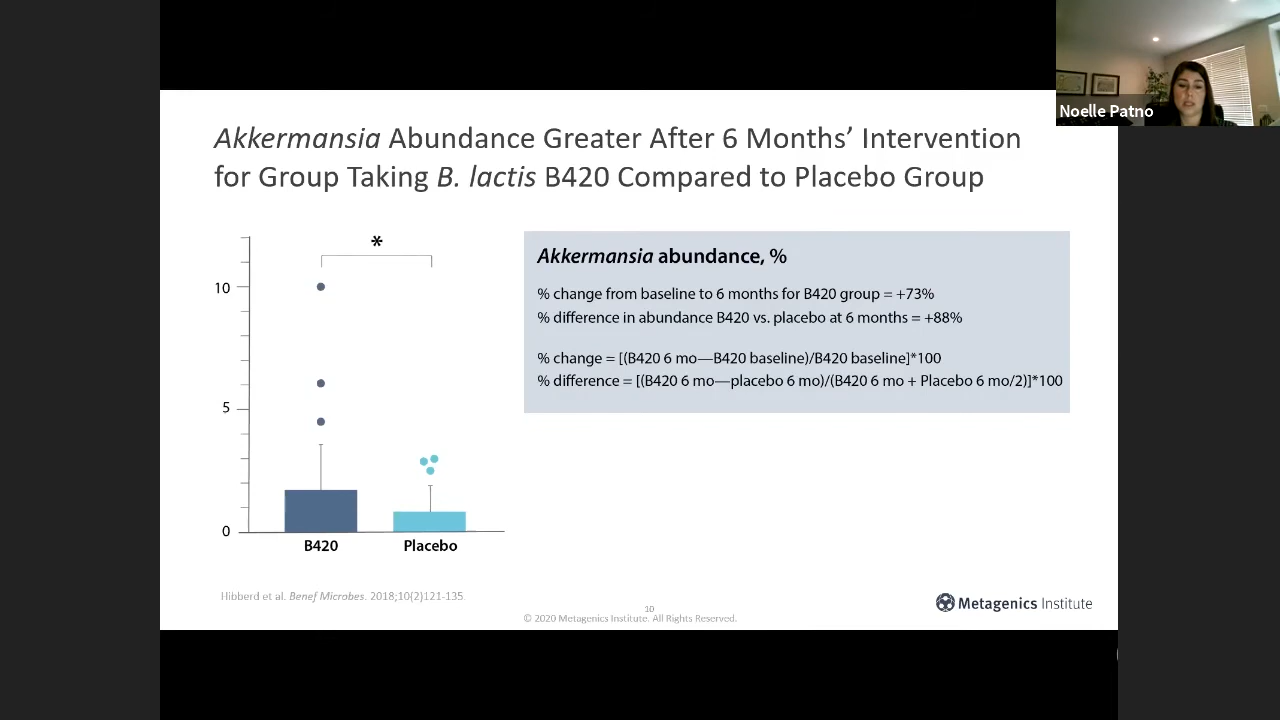 Noelle Patno
Akkermansia Abundance Greater After 6 Months’ Intervention
for Group Taking B. lactis B420 Compared to Placebo Group
*
10
5
0
B420
Placebo
Akkermansia abundance, %
% change from baseline to 6 months for B420 group = +73%
% difference in abundance B420 vs. placebo at 6 months = +88%
% change = [(B420 6 mo—B420 baseline)/B420 baseline]*100
% difference = [(B420 6 mo—placebo 6 mo)/(B420 6 mo + Placebo 6 mo/2)]*100
Hibberd et al. Benef Microbes. 2018;10(2)121-135.
10
© 2020 Metagenics Institute. All Rights Reserved.
Metagenics Institute